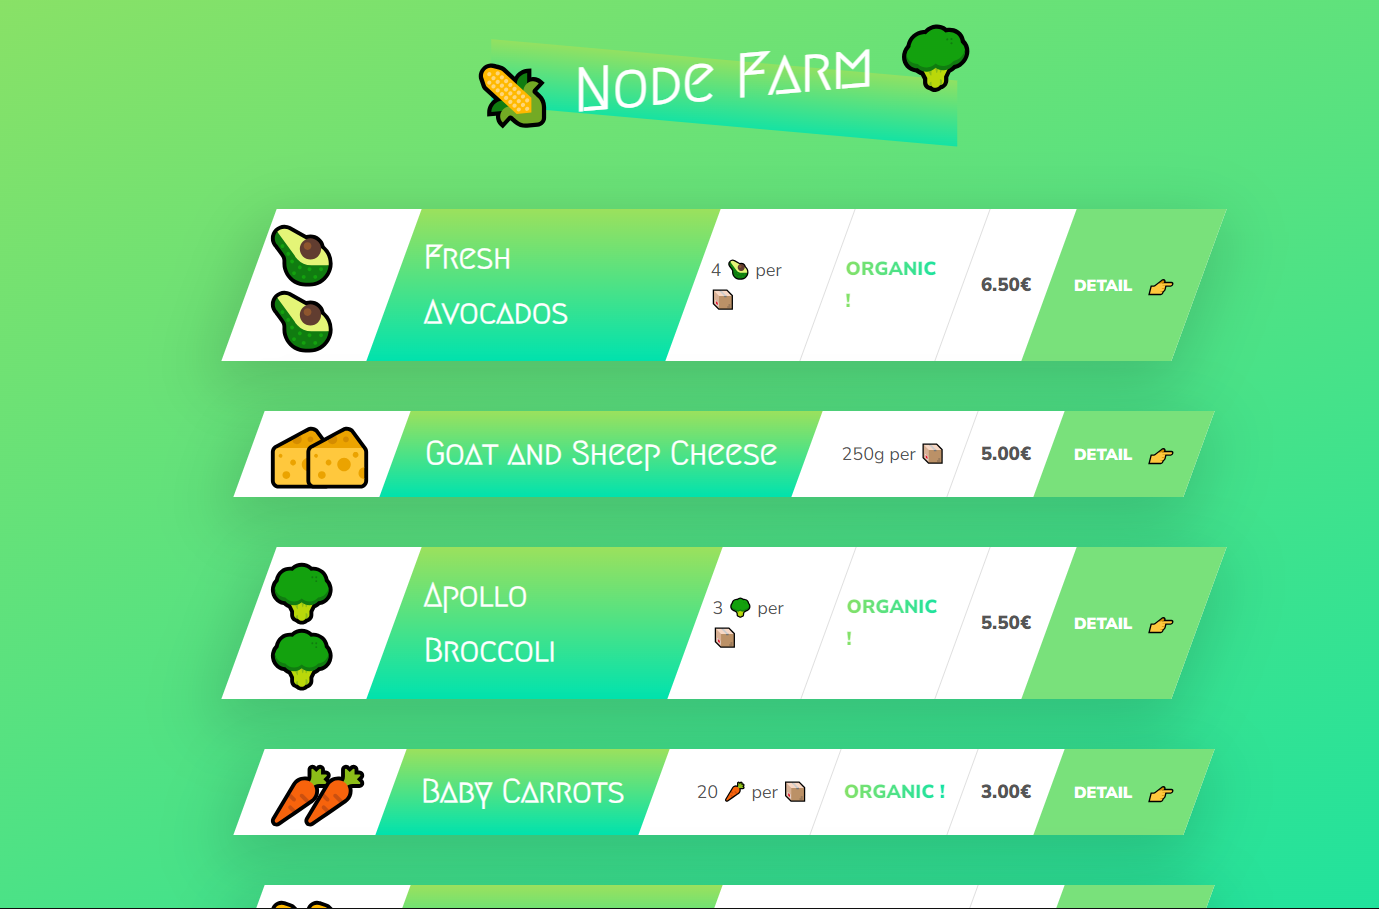 Node Farm
Fresh
Avocados
4 🥑 per
📦
ORGANIC
!
6.50€
DETAIL 👉
Goat and Sheep Cheese
250g per 📦
5.00€
DETAIL 👉
Apollo
Broccoli
3 🥦 per
📦
ORGANIC
!
5.50€
DETAIL 👉
Baby Carrots
20 🥕 per 📦
ORGANIC !
3.00€
DETAIL 👉